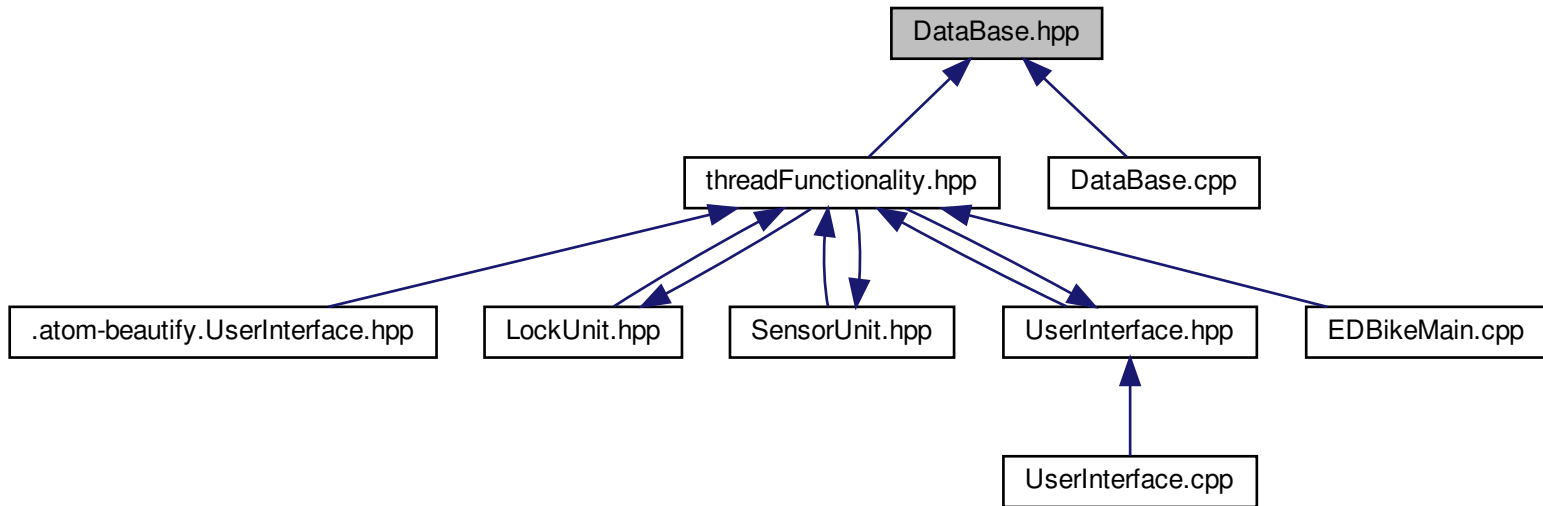 DataBase.hpp
threadFunctionality.hpp
DataBase.cpp
.atom-beautify.UserInterface.hpp
LockUnit.hpp
SensorUnit.hpp
UserInterface.hpp
EDBikeMain.cpp
UserInterface.cpp